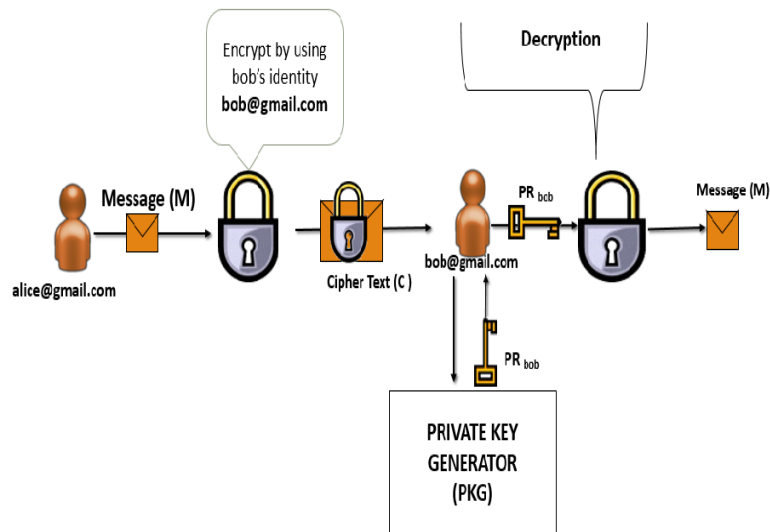 Encrypt by using
bob's identity
bob@gmail.com
Decryption
Message (M)
alice@gmail.com
Cipher Text (C )
bob@gmail.com
PR bcb
Message (M)
PR bob
PRIVATE KEY
GENERATOR
(PKG)